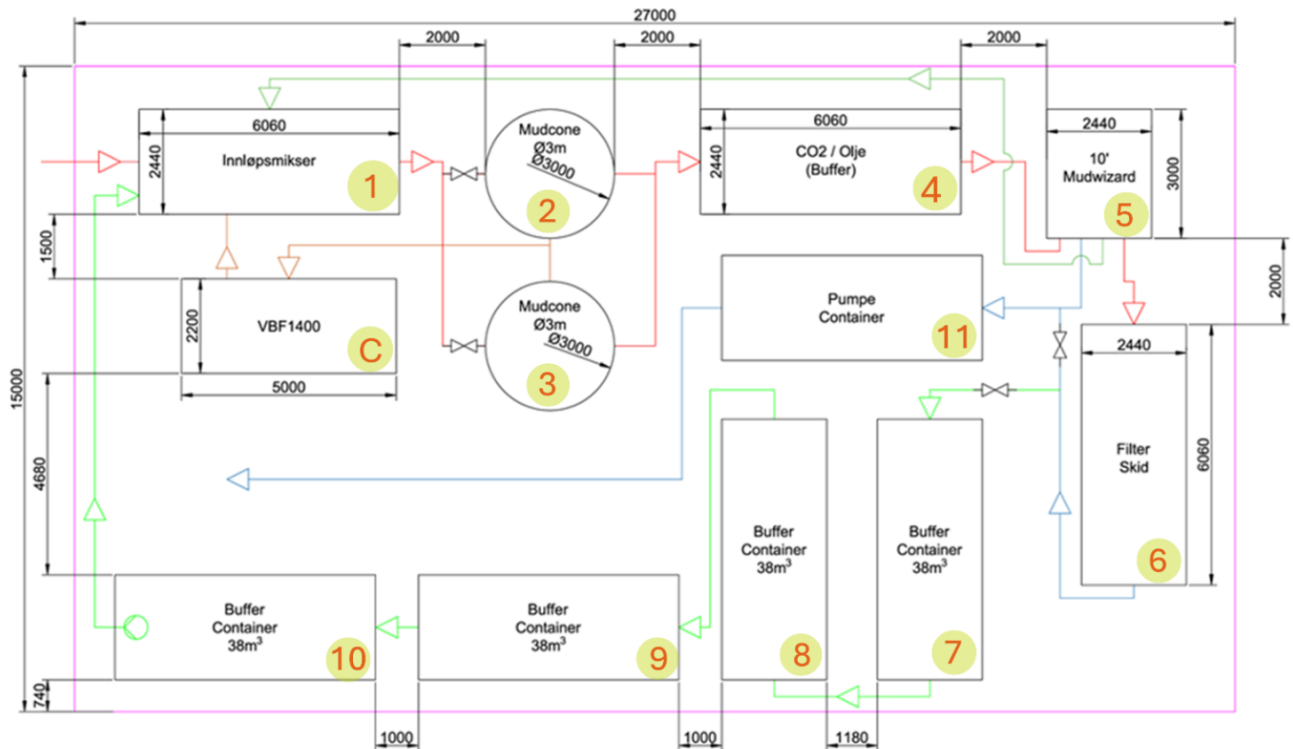 27000
2000
2000
2000
6060
2440
Innløpsmikser
1
Mudcone
Ø3m
Ø3000
2
6060
2440
CO2 / Olje
(Buffer)
4
2440
10'
Mudwizard
3000
5
1500
2000
15000
2200
VBF1400
C
5000
Mudcone
Ø3m
Ø3000
3
Pumpe
Container
11
2440
Filter
Skid
6060
6
4680
Buffer
Container
38m³
8
Buffer
Container
38m³
7
Buffer
Container
38m³
10
Buffer
Container
38m³
9
740
1000
1000
1180